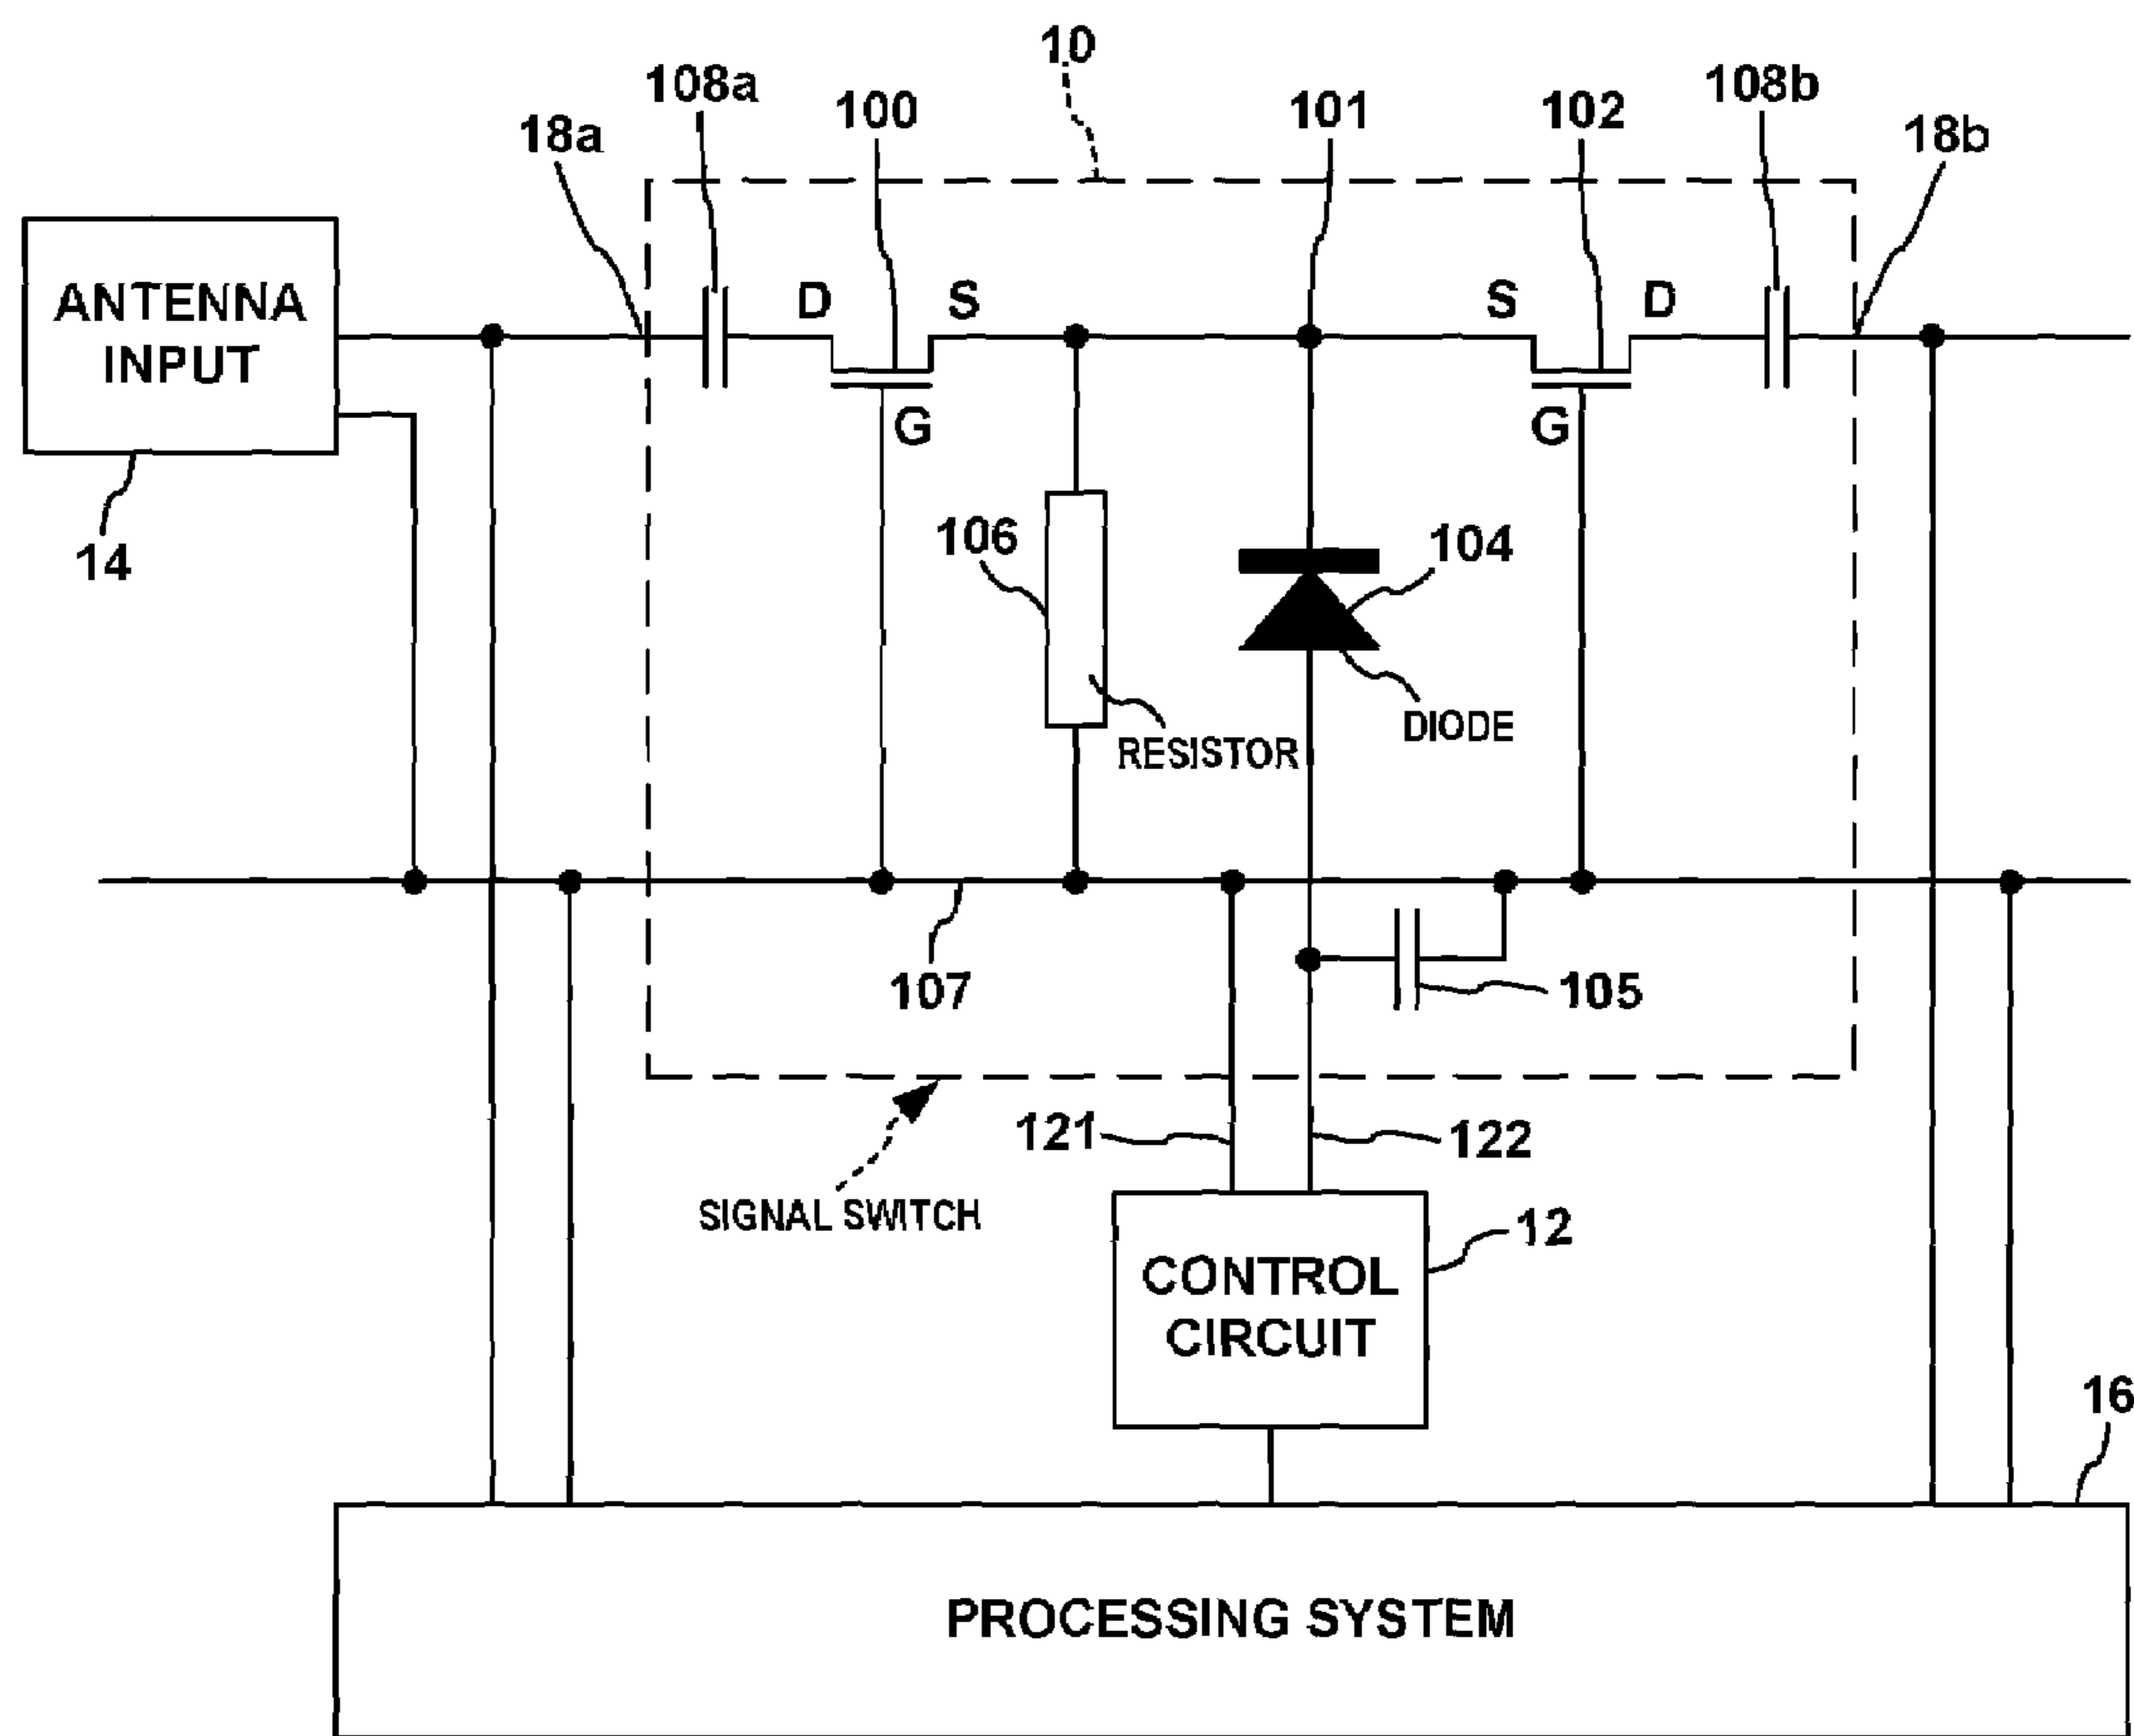 10
108a
100
101
102
108b
18a
18b
D
S
S
D
ANTENNA
INPUT
G
G
14
106
104
RESISTOR
DIODE
107
105
121
122
SIGNAL SWITCH
12
CONTROL
CIRCUIT
16
PROCESSING SYSTEM